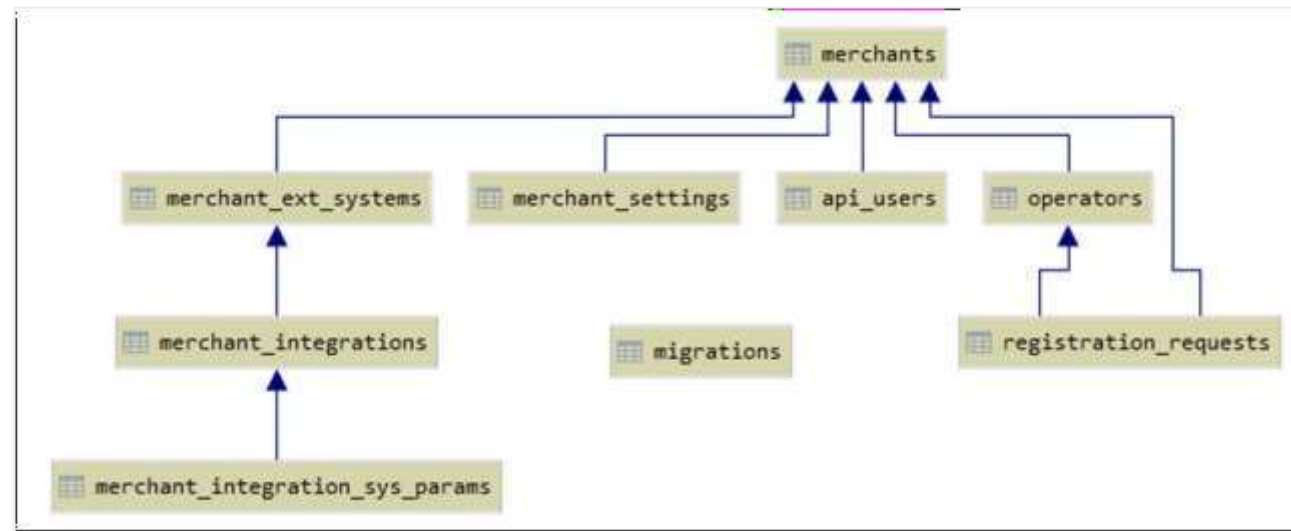 merchants
merchant_ext_systems
merchant_settings
api_users
operators
merchant_integrations
migrations
registration_requests
merchant_integration_sys_params